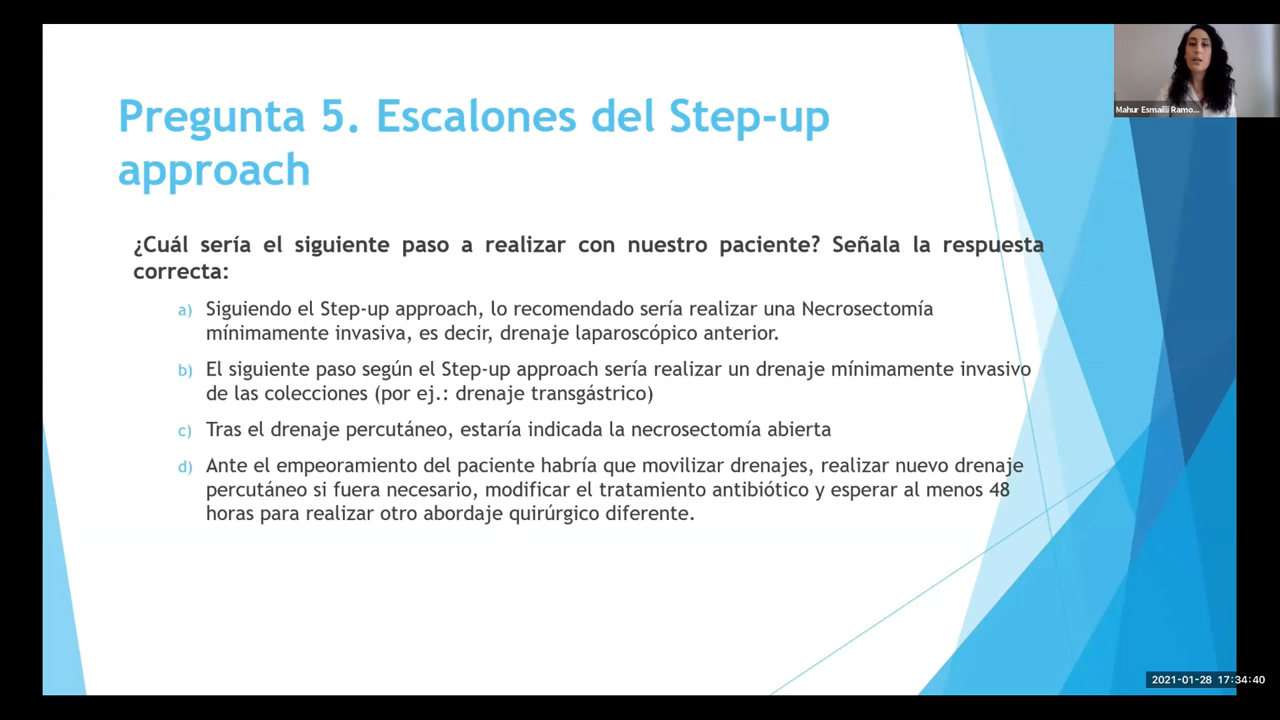 Pregunta 5. Escalones del Step-up
approach
¿Cuál sería el siguiente paso a realizar con nuestro paciente? Señala la respuesta
correcta:
a) Siguiendo el Step-up approach, lo recomendado sería realizar una Necrosectomía
mínimamente invasiva, es decir, drenaje laparoscópico anterior.
b) El siguiente paso según el Step-up approach sería realizar un drenaje mínimamente invasivo
de las colecciones (por ej.: drenaje transgástrico)
c) Tras el drenaje percutáneo, estaría indicada la necrosectomía abierta
d) Ante el empeoramiento del paciente habría que movilizar drenajes, realizar nuevo drenaje
percutáneo si fuera necesario, modificar el tratamiento antibiótico y esperar al menos 48
horas para realizar otro abordaje quirúrgico diferente.
Mahur Esmailli Ramo...
2021-01-28 17:34:40